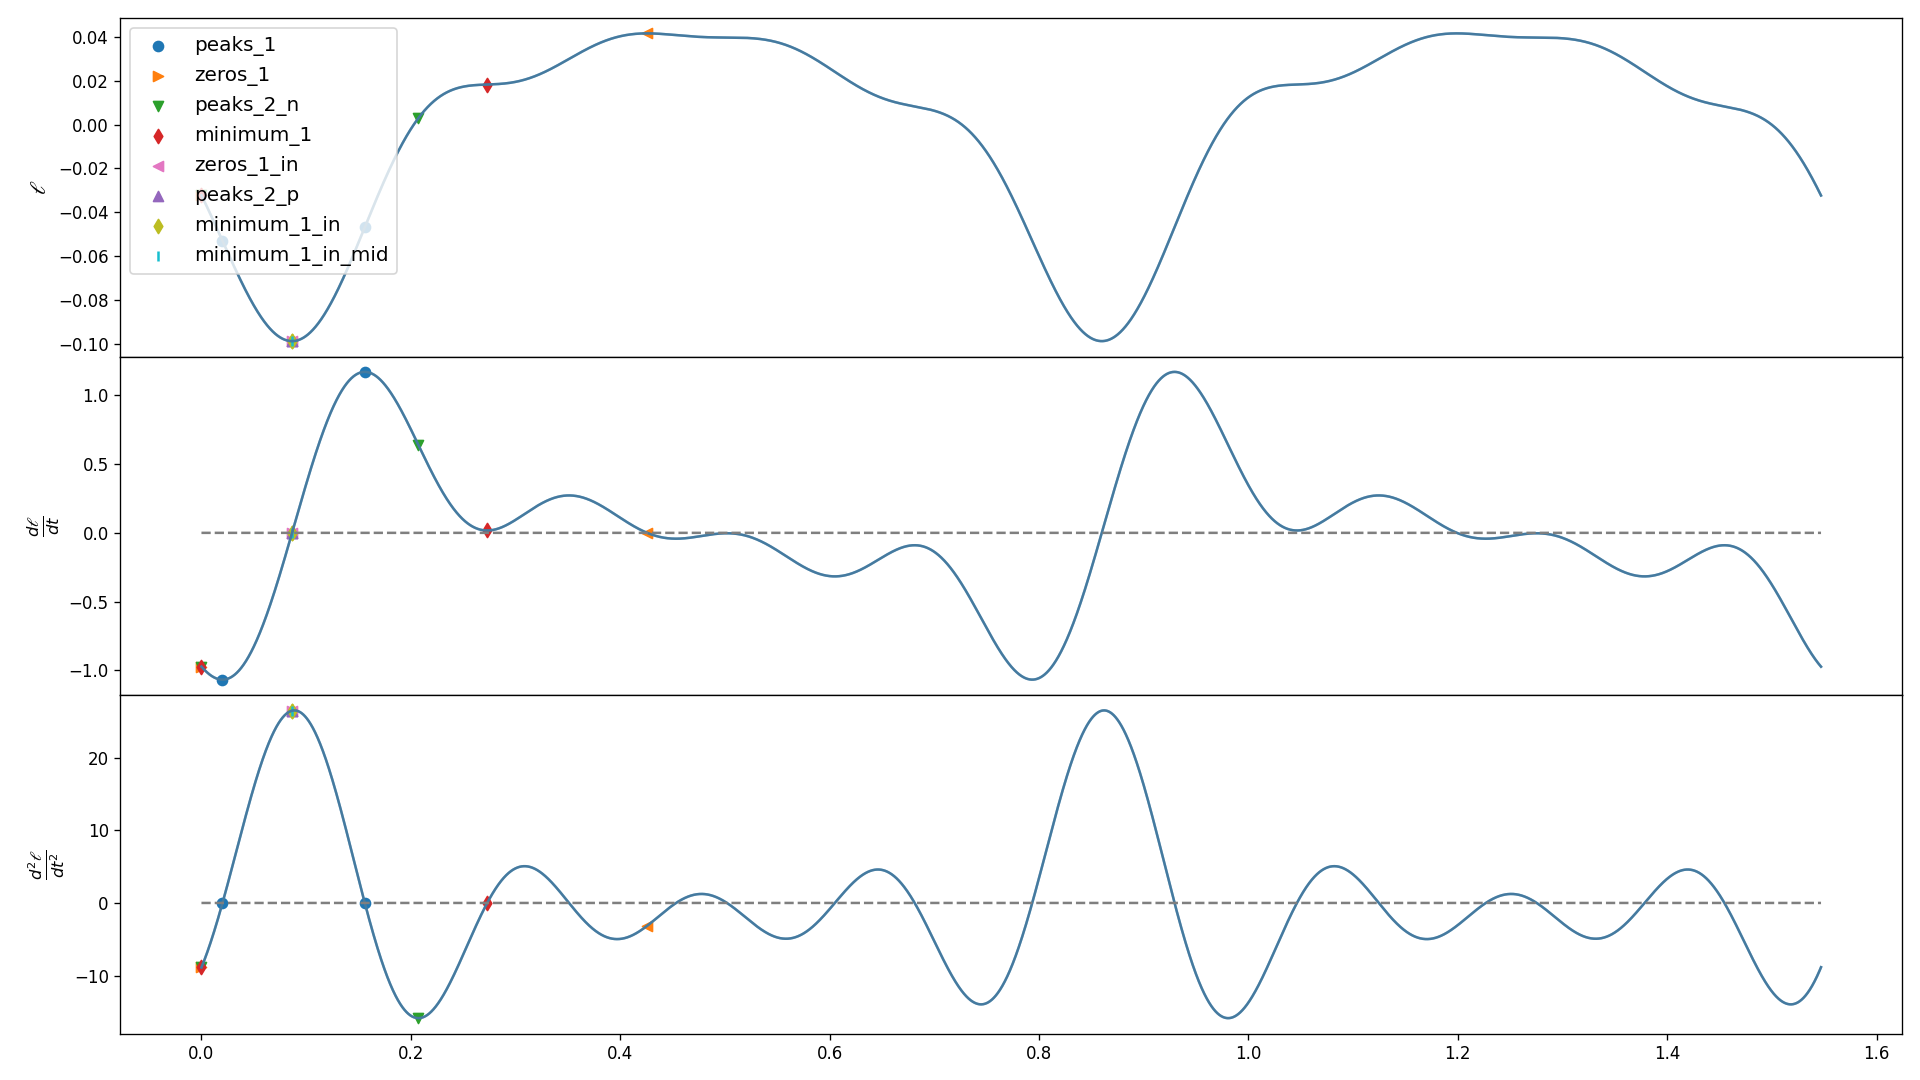 peaks_1
zeros_1
peaks_2_n
minimum_1
zeros_1_in
peaks_2_p
minimum_1_in
minimum_1_in_mid
0.04
0.02
0.00
−0.02
−0.04
−0.06
−0.08
−0.10
ℓ
1.0
0.5
0.0
−0.5
−1.0
dℓ/dt
20
10
0
−10
d²ℓ/dt²
0.0 0.2 0.4 0.6 0.8 1.0 1.2 1.4 1.6